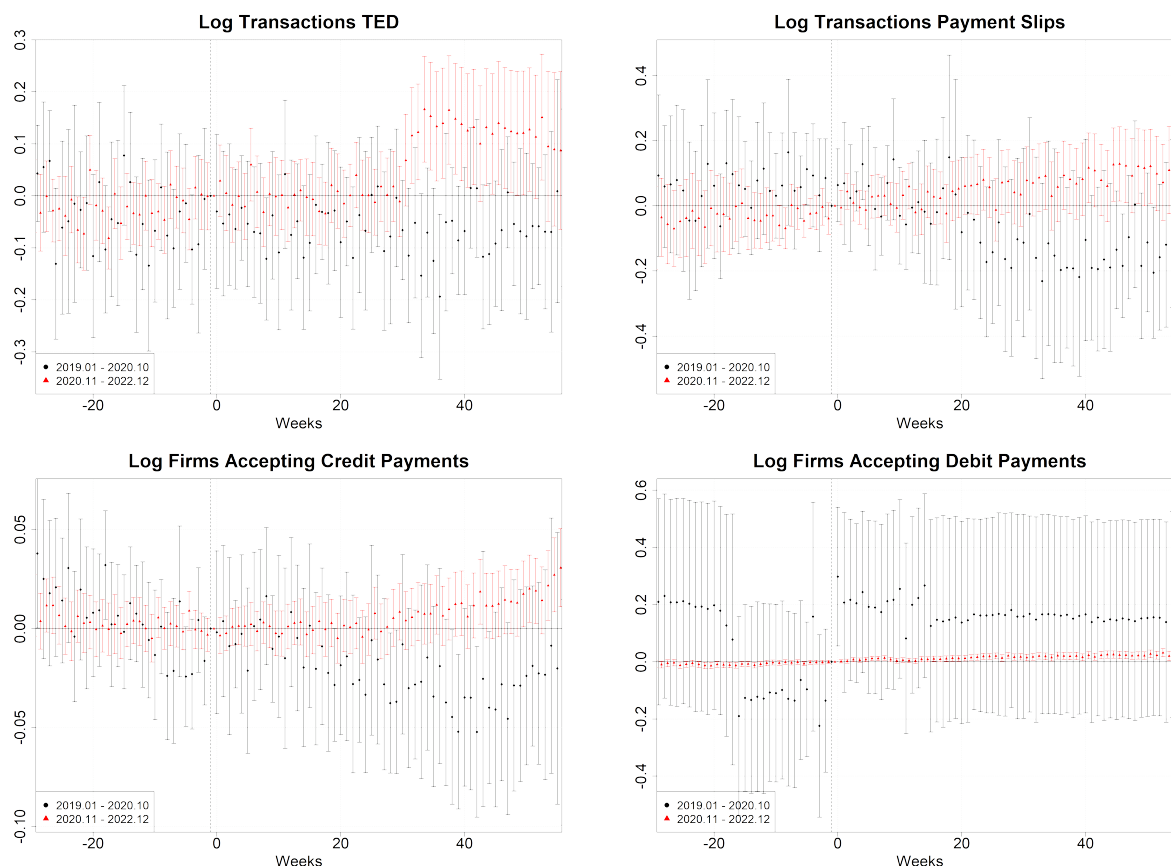 Log Transactions TED
0.3
0.2
0.1
0.0
-0.1
-0.2
-0.3
2019.01 - 2020.10
2020.11 - 2022.12
-20
0
20
40
Weeks
Log Transactions Payment Slips
0.4
0.2
0.0
-0.2
-0.4
2019.01 - 2020.10
2020.11 - 2022.12
-20
0
20
40
Weeks
Log Firms Accepting Credit Payments
0.05
0.00
-0.05
-0.10
2019.01 - 2020.10
2020.11 - 2022.12
-20
0
20
40
Weeks
Log Firms Accepting Debit Payments
0.6
0.4
0.2
0.0
-0.2
-0.4
2019.01 - 2020.10
2020.11 - 2022.12
-20
0
20
40
Weeks